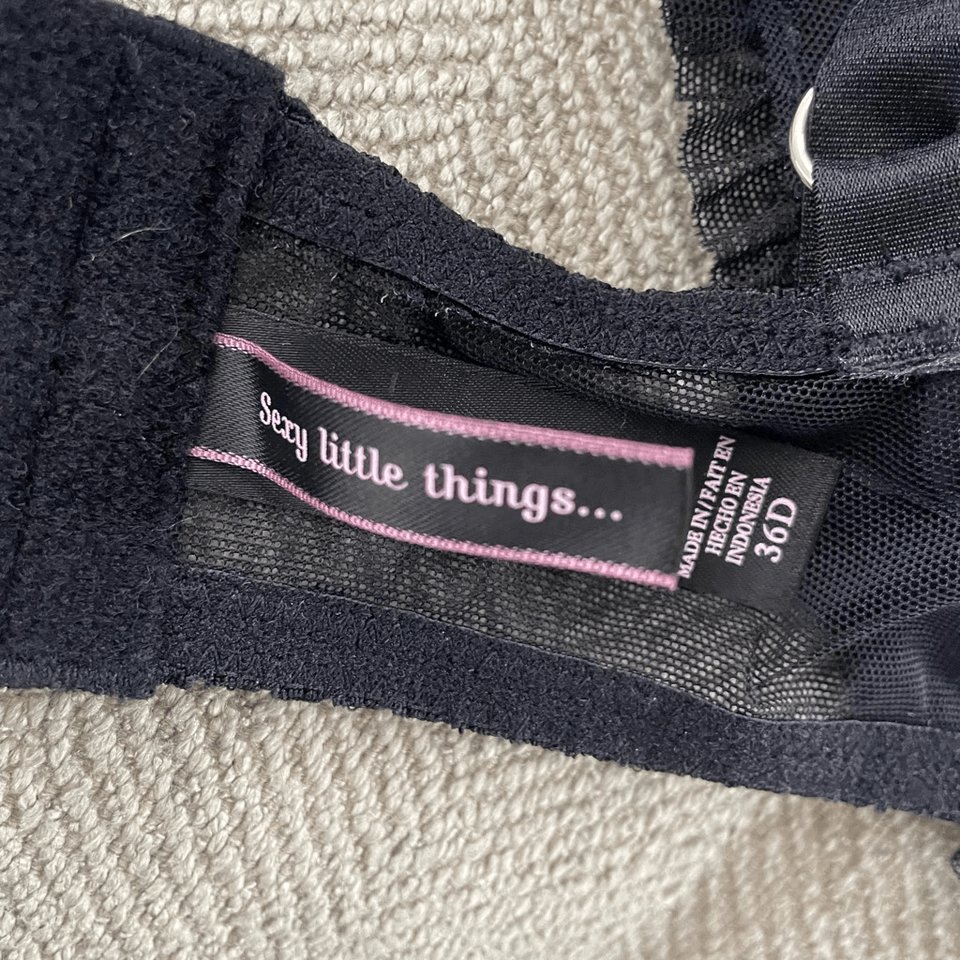 Sexy little things...
MADE IN/FAIT EN
HECHO EN
INDONESIA
36D